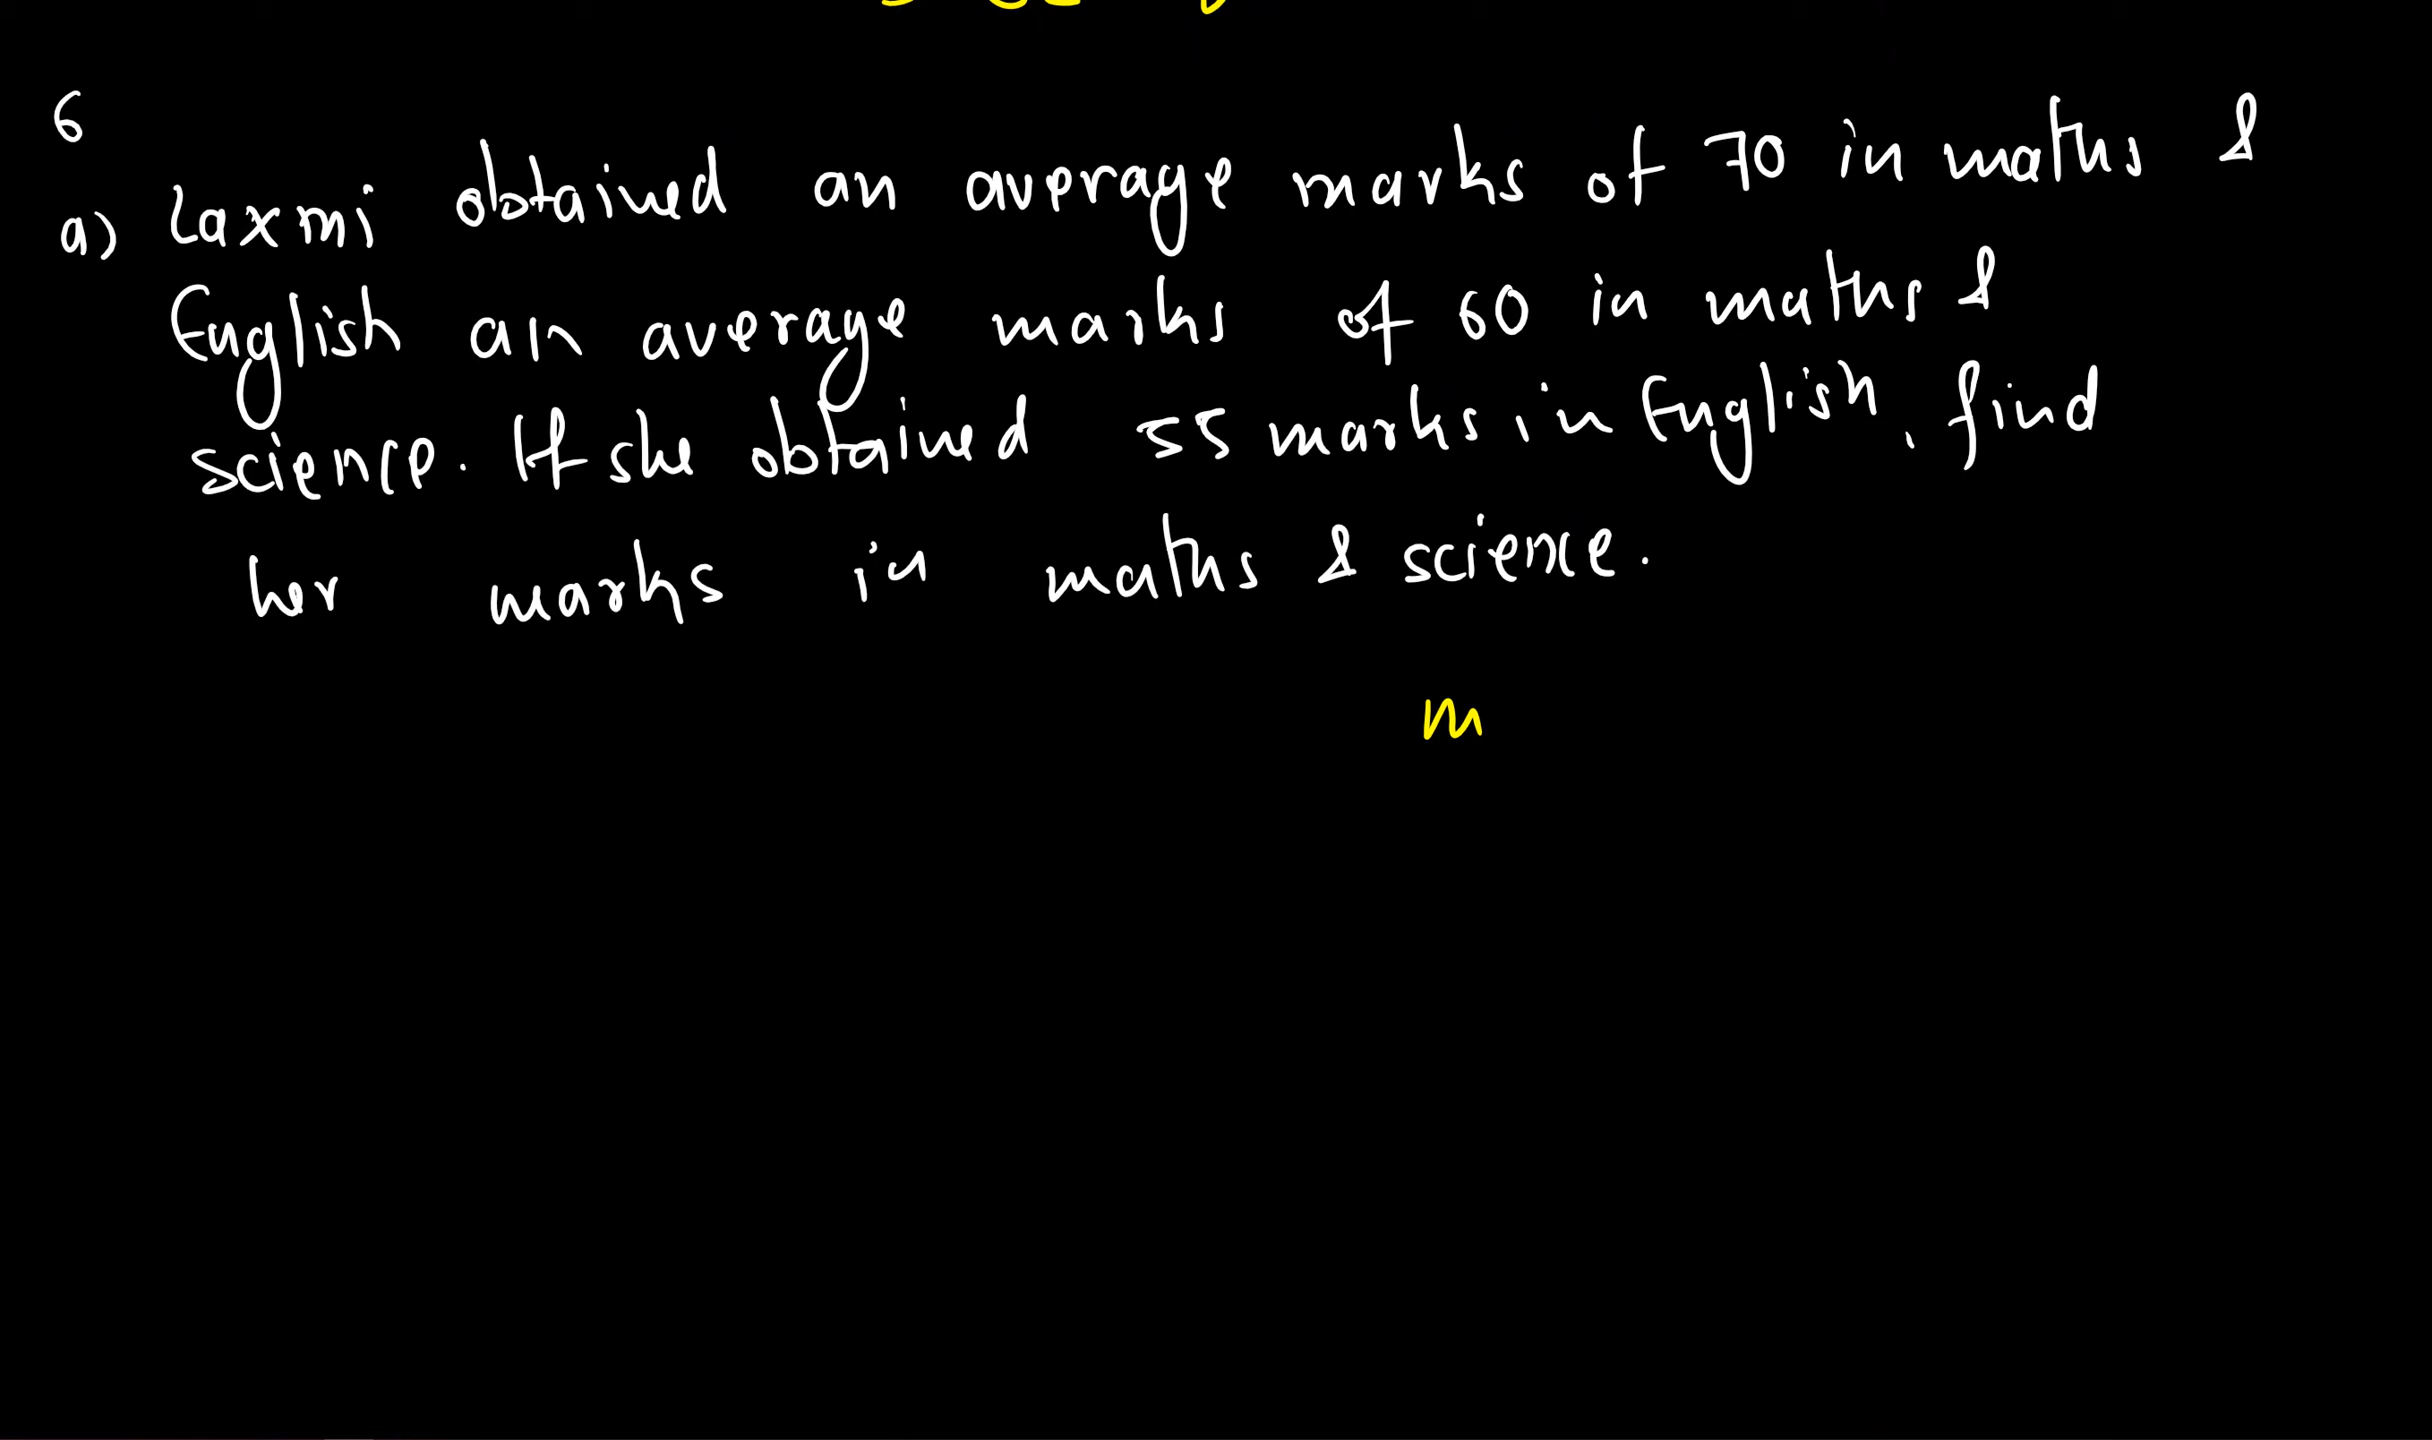 6
a) Laxmi obtained an average marks of 70 in maths &
English an average marks of 60 in maths &
science. If she obtained 55 marks in English, find
her marks in maths & science.
m